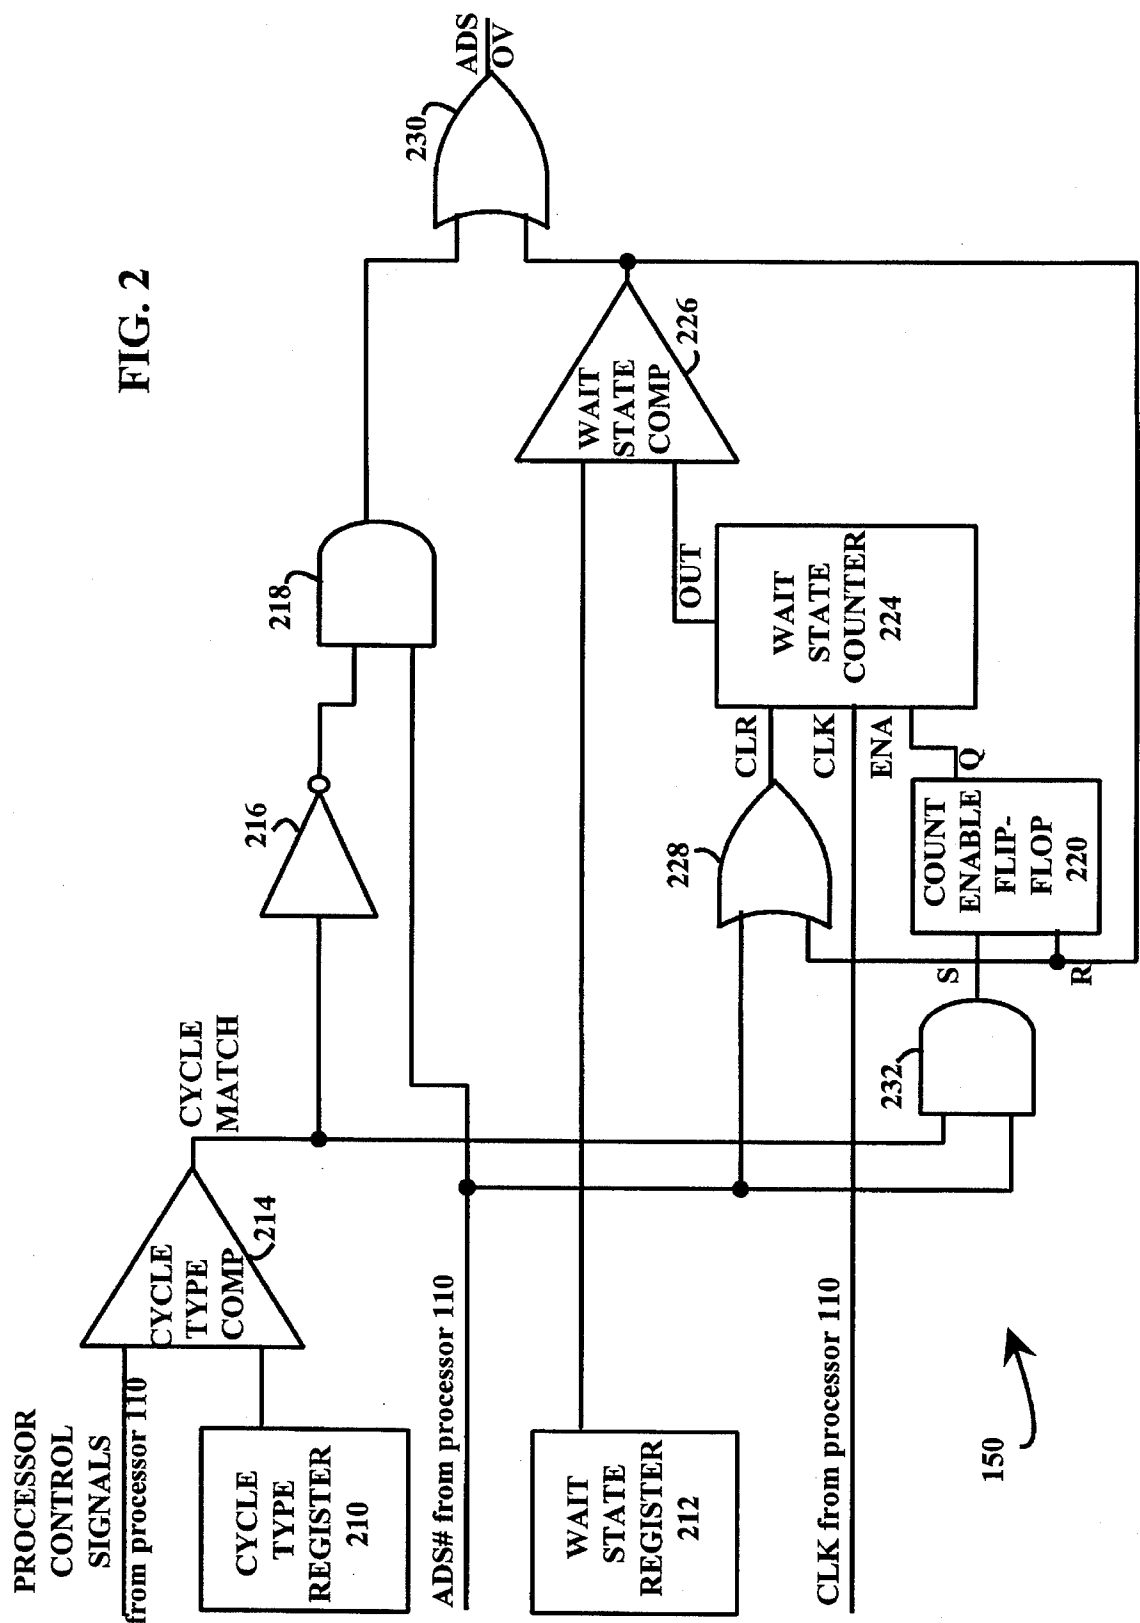 FIG. 2
PROCESSOR
CONTROL
SIGNALS
from processor 110
CYCLE
TYPE
REGISTER
210
CYCLE
TYPE
COMP
214
CYCLE
MATCH
216
218
230
ADS
OV
ADS# from processor 110
WAIT
STATE
REGISTER
212
WAIT
STATE
COMP
226
OUT
WAIT
STATE
COUNTER
224
CLR
CLK
ENA
228
CLK from processor 110
Q
COUNT
ENABLE
FLIP-
FLOP
220
S
R
232
150